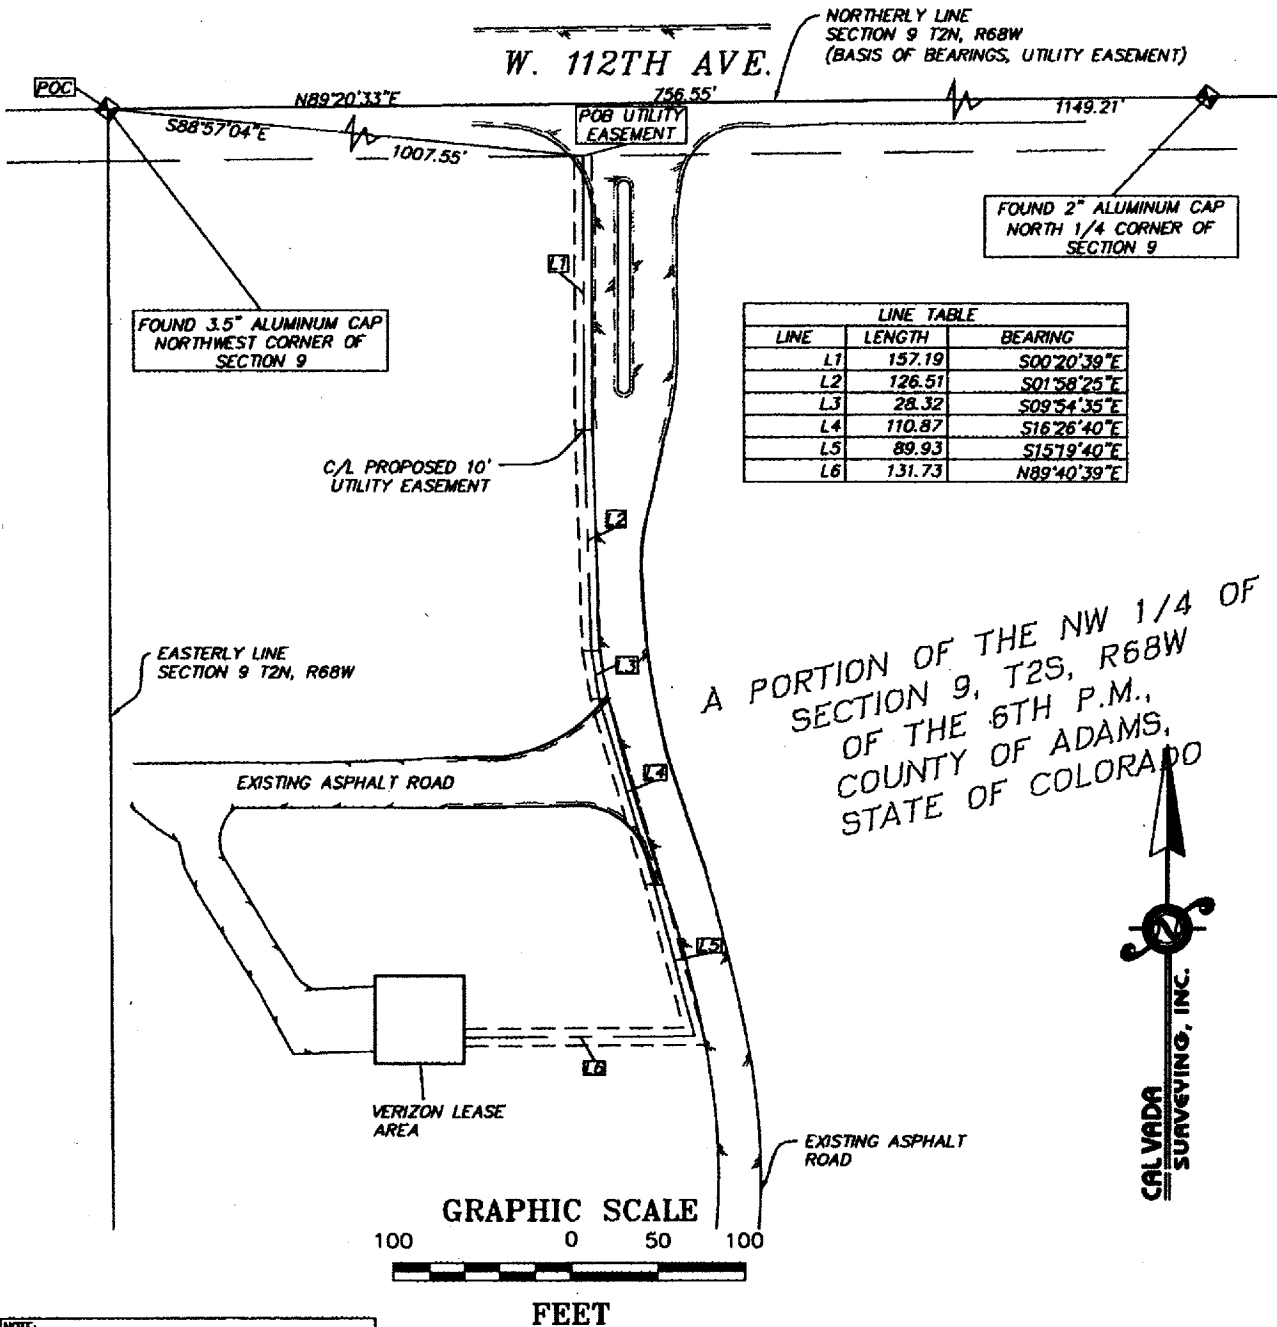 NORTHERLY LINE
SECTION 9 T2N, R68W
(BASIS OF BEARINGS, UTILITY EASEMENT)
W. 112TH AVE.
POC
N89°20'33"E
756.55'
1149.21'
S88°57'04"E
1007.55'
POB UTILITY
EASEMENT
FOUND 2" ALUMINUM CAP
NORTH 1/4 CORNER OF
SECTION 9
L1
FOUND 3.5" ALUMINUM CAP
NORTHWEST CORNER OF
SECTION 9
LINE TABLE
LINE LENGTH BEARING
L1 157.19 S00°20'39"E
L2 126.51 S01°58'25"E
L3 28.32 S09°54'35"E
L4 110.87 S16°26'40"E
L5 89.93 S15°19'40"E
L6 131.73 N89°40'39"E
C/L PROPOSED 10'
UTILITY EASEMENT
L2
EASTERLY LINE
SECTION 9 T2N, R68W
L3
A PORTION OF THE NW 1/4 OF
SECTION 9, T2S, R68W
OF THE 6TH P.M.,
COUNTY OF ADAMS,
STATE OF COLORADO
EXISTING ASPHALT ROAD
L4
L5
L6
VERIZON LEASE
AREA
EXISTING ASPHALT
ROAD
CALVADA
SURVEYING, INC.
GRAPHIC SCALE
100 0 50 100
FEET
NOTE: